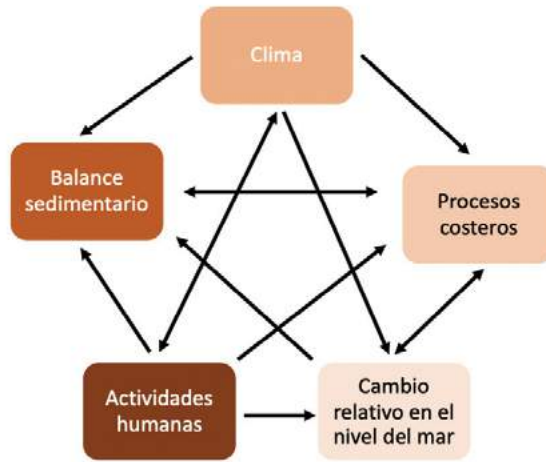 Clima
Balance
sedimentario
Procesos
costeros
Actividades
humanas
Cambio
relativo en el
nivel del mar